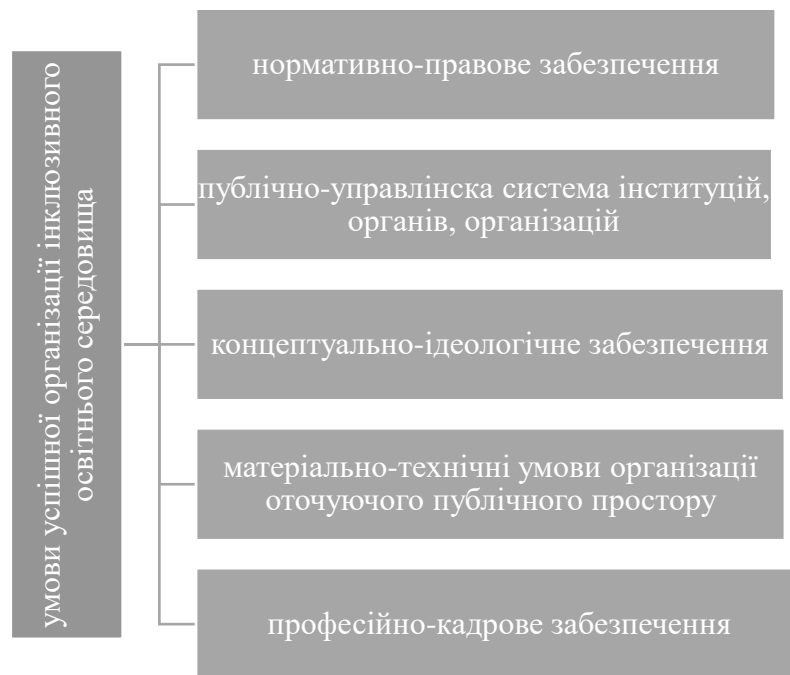 умови успішної організації інклюзивного
освітнього середовища
нормативно-правове забезпечення
публічно-управлінска система інституцій,
органів, організацій
концептуально-ідеологічне забезпечення
матеріально-технічні умови організації
оточуючого публічного простору
професійно-кадрове забезпечення